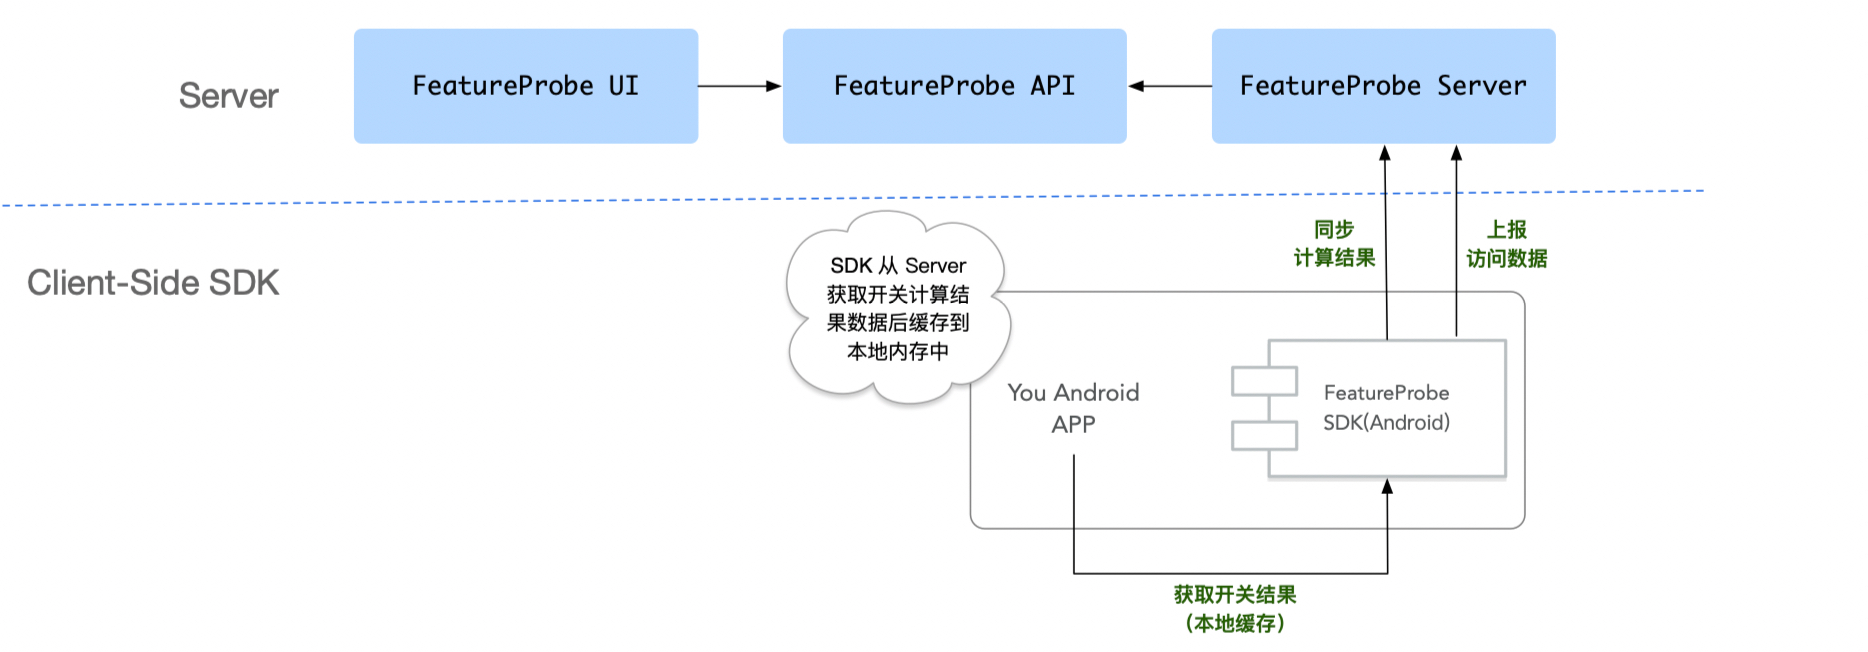 Server
FeatureProbe UI
FeatureProbe API
FeatureProbe Server
Client-Side SDK
SDK 从 Server
获取开关计算结
果数据后缓存到
本地内存中
同步
计算结果
上报
访问数据
You Android
APP
FeatureProbe
SDK(Android)
获取开关结果
（本地缓存）